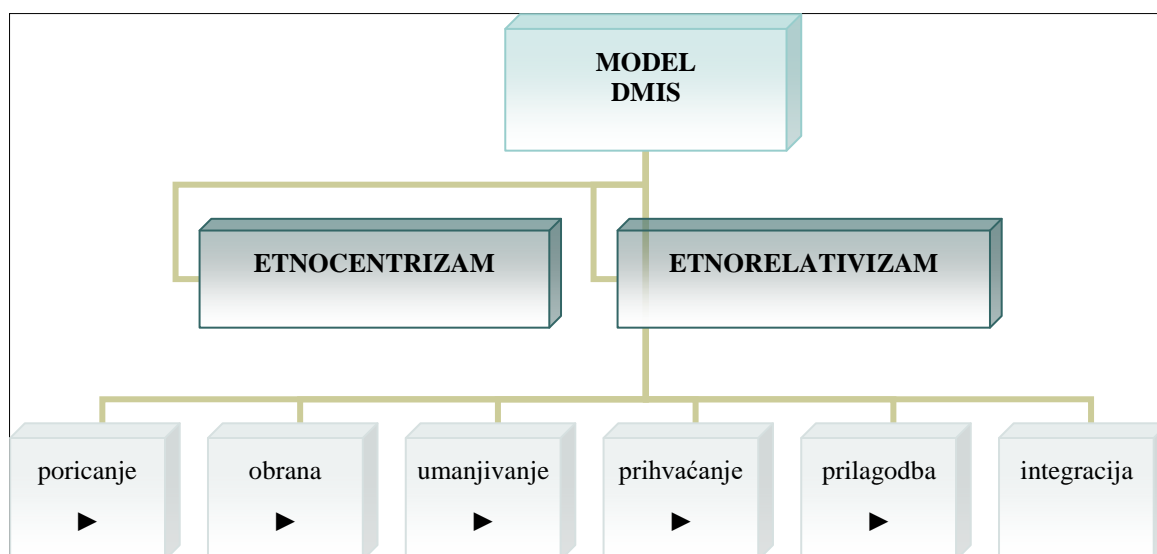 MODEL
DMIS
ETNOCENTRIZAM
ETNORELATIVIZAM
poricanje
►
obrana
►
umanjivanje
►
prihvaćanje
►
prilagodba
►
integracija